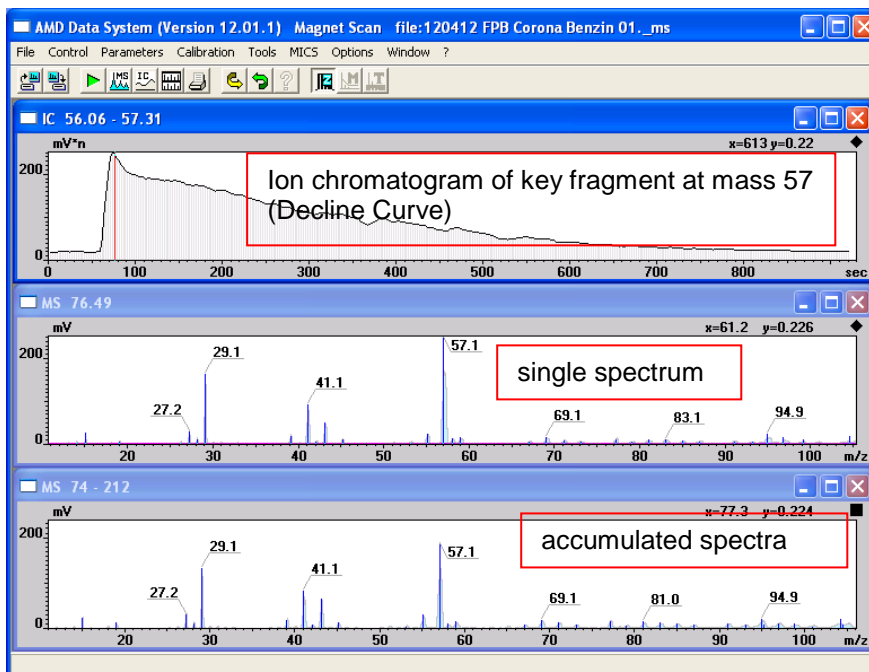 AMD Data System (Version 12.01.1) Magnet Scan file:120412 FPB Corona Benzin 01._ms
File Control Parameters Calibration Tools MICS Options Window ?
MS IC
IC 56.06 - 57.31
mV*n x=613 y=0.22
200
Ion chromatogram of key fragment at mass 57
(Decline Curve)
0
0 100 200 300 400 500 600 700 800 sec
MS 76.49
mV x=61.2 y=0.226
200
57.1
29.1
single spectrum
41.1
27.2 69.1 83.1 94.9
0
20 30 40 50 60 70 80 90 100 m/z
MS 74 - 212
mV x=77.3 y=0.224
200
accumulated spectra
29.1 57.1
41.1
27.2 69.1 81.0 94.9
0
20 30 40 50 60 70 80 90 100 m/z